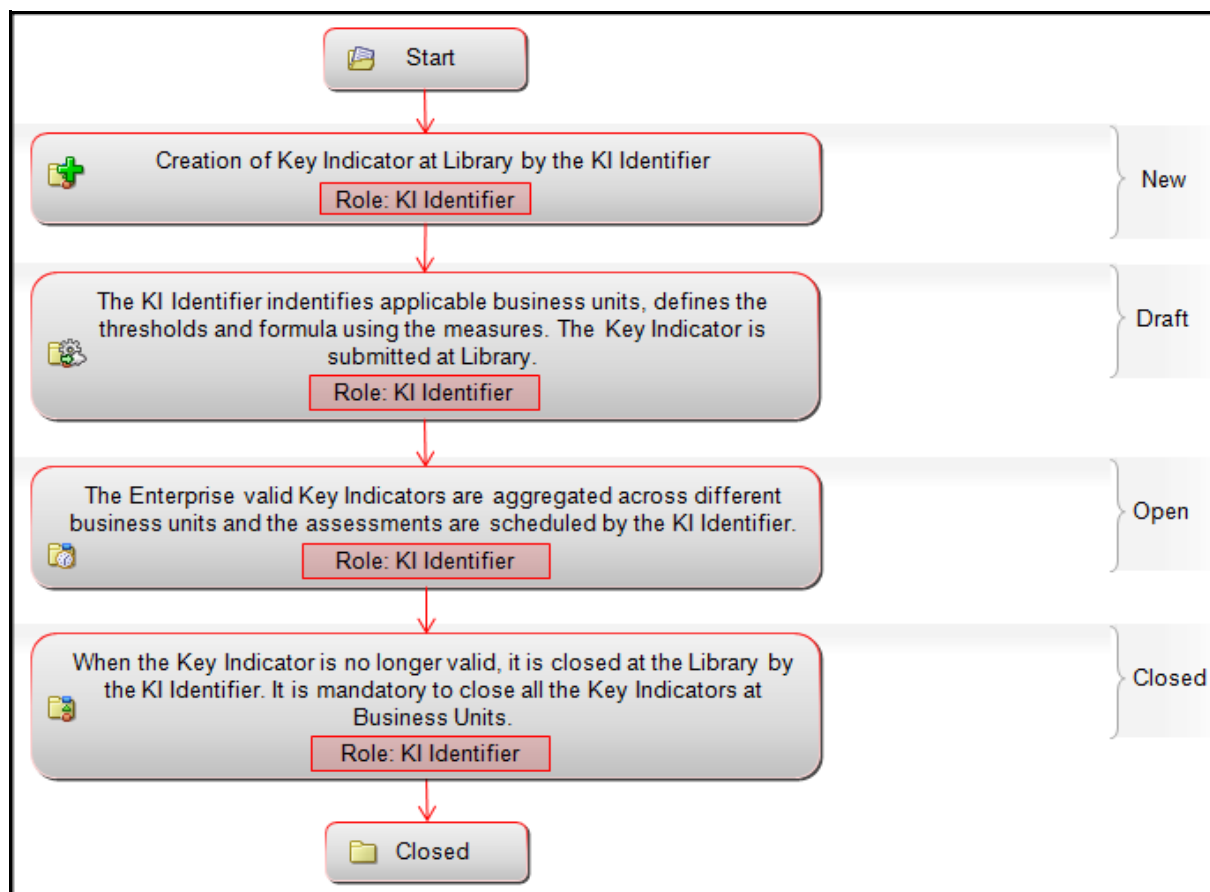 Start
Creation of Key Indicator at Library by the KI Identifier
Role: KI Identifier
New
The KI Identifier indentifies applicable business units, defines the
thresholds and formula using the measures. The Key Indicator is
submitted at Library.
Role: KI Identifier
Draft
The Enterprise valid Key Indicators are aggregated across different
business units and the assessments are scheduled by the KI Identifier.
Role: KI Identifier
Open
When the Key Indicator is no longer valid, it is closed at the Library by
the KI Identifier. It is mandatory to close all the Key Indicators at
Business Units.
Role: KI Identifier
Closed
Closed